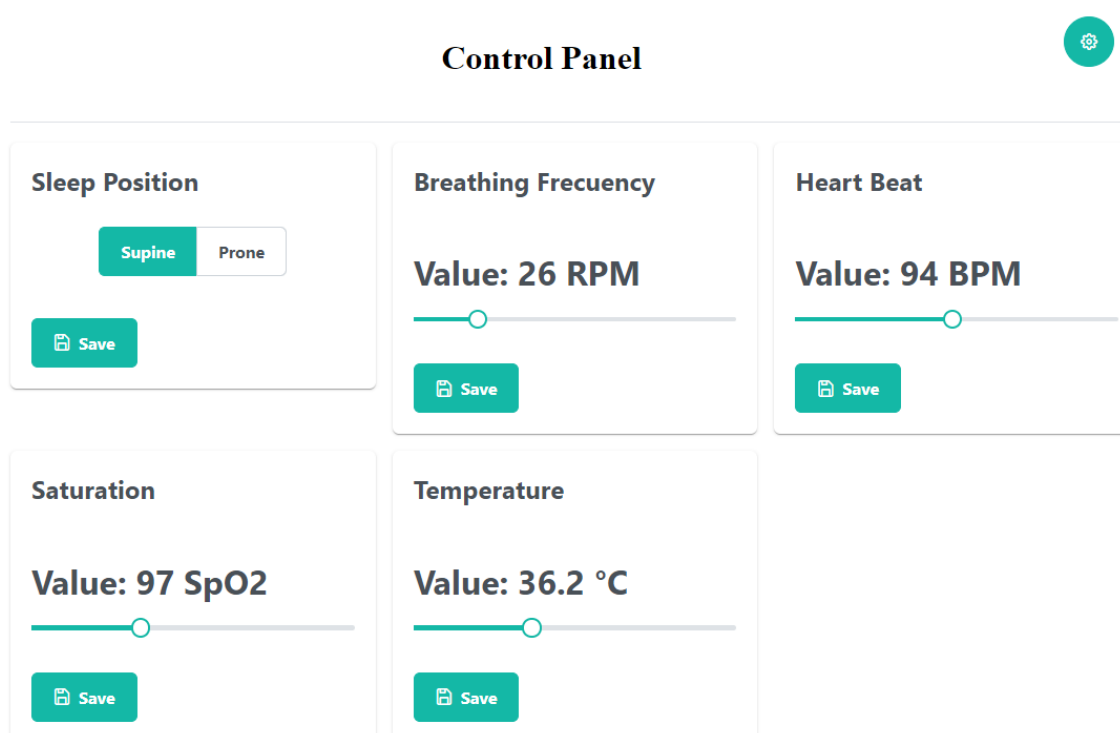 Control Panel
Sleep Position
Supine Prone
Save
Breathing Frecuency
Value: 26 RPM
Save
Heart Beat
Value: 94 BPM
Save
Saturation
Value: 97 SpO2
Save
Temperature
Value: 36.2 °C
Save